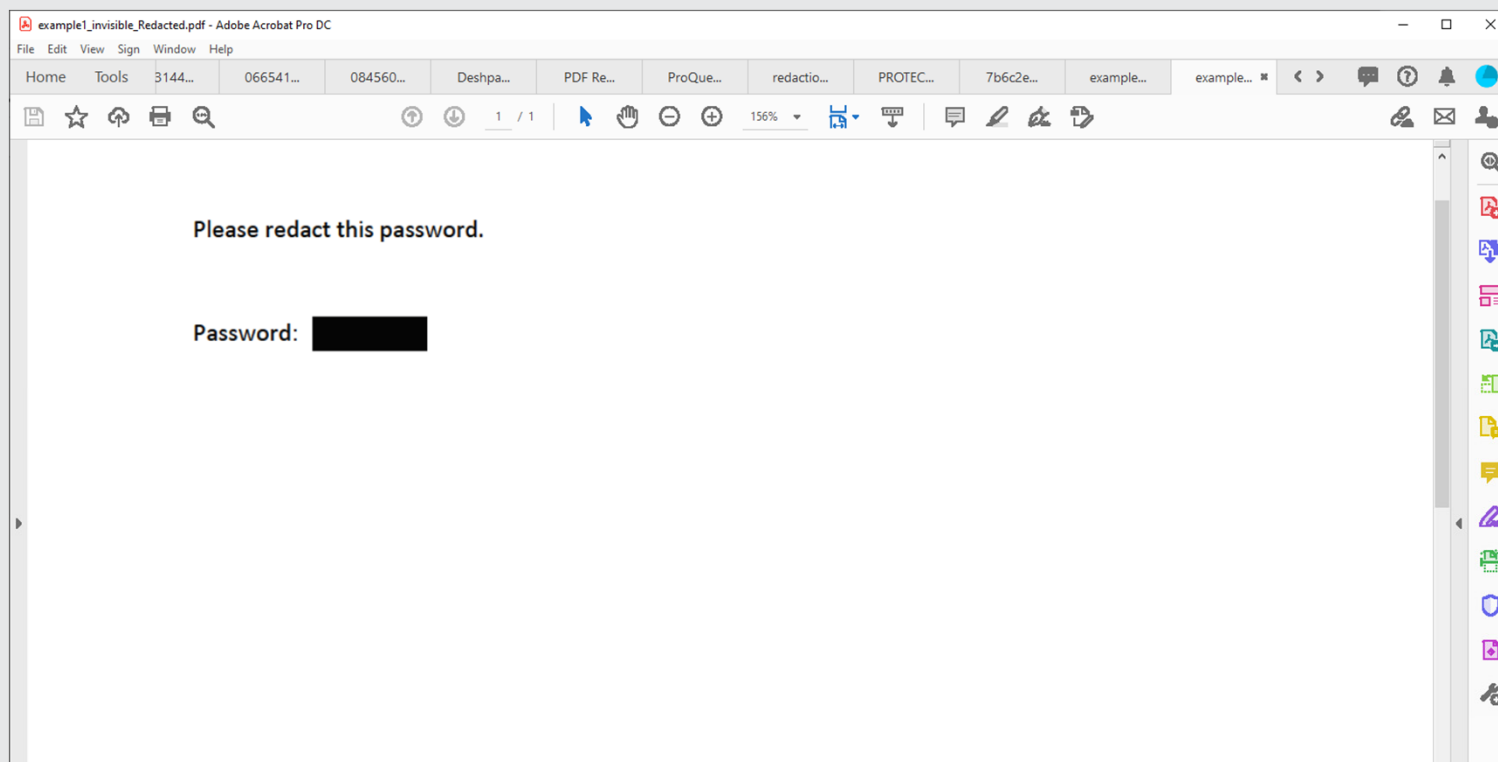 example1_invisible_Redacted.pdf - Adobe Acrobat Pro DC
File Edit View Sign Window Help
Home Tools 3144... 066541... 084560... Deshpa... PDF Re... ProQue... redactio... PROTEC... 7b6c2e... example... example...
1 / 1 156%
Please redact this password.
Password: